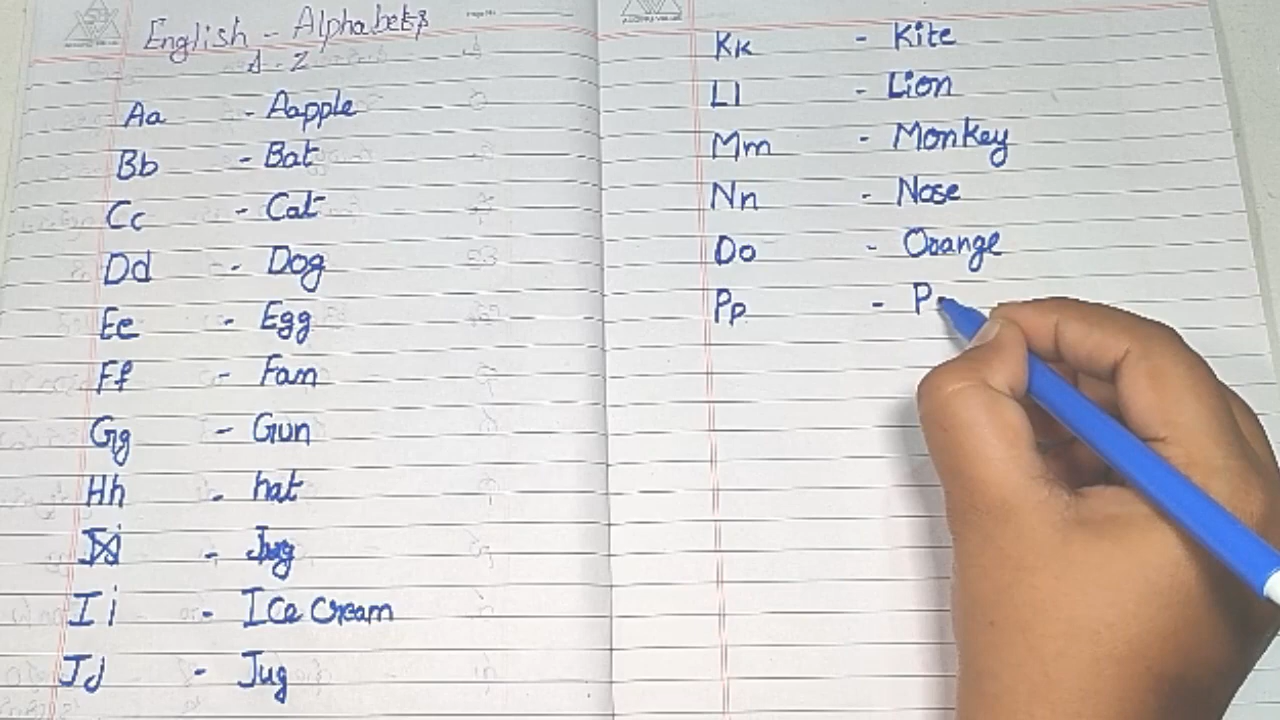 English - Alphabets
A - Z
Aa - Aapple
Bb - Bat
Cc - Cat
Dd - Dog
Ee - Egg
Ff - Fan
Gg - Gun
Hh - hat
- Jug
Ii - Ice Cream
Jj - Jug
Kk - Kite
Ll - Lion
Mm - Monkey
Nn - Nose
Oo - Orange
Pp - P